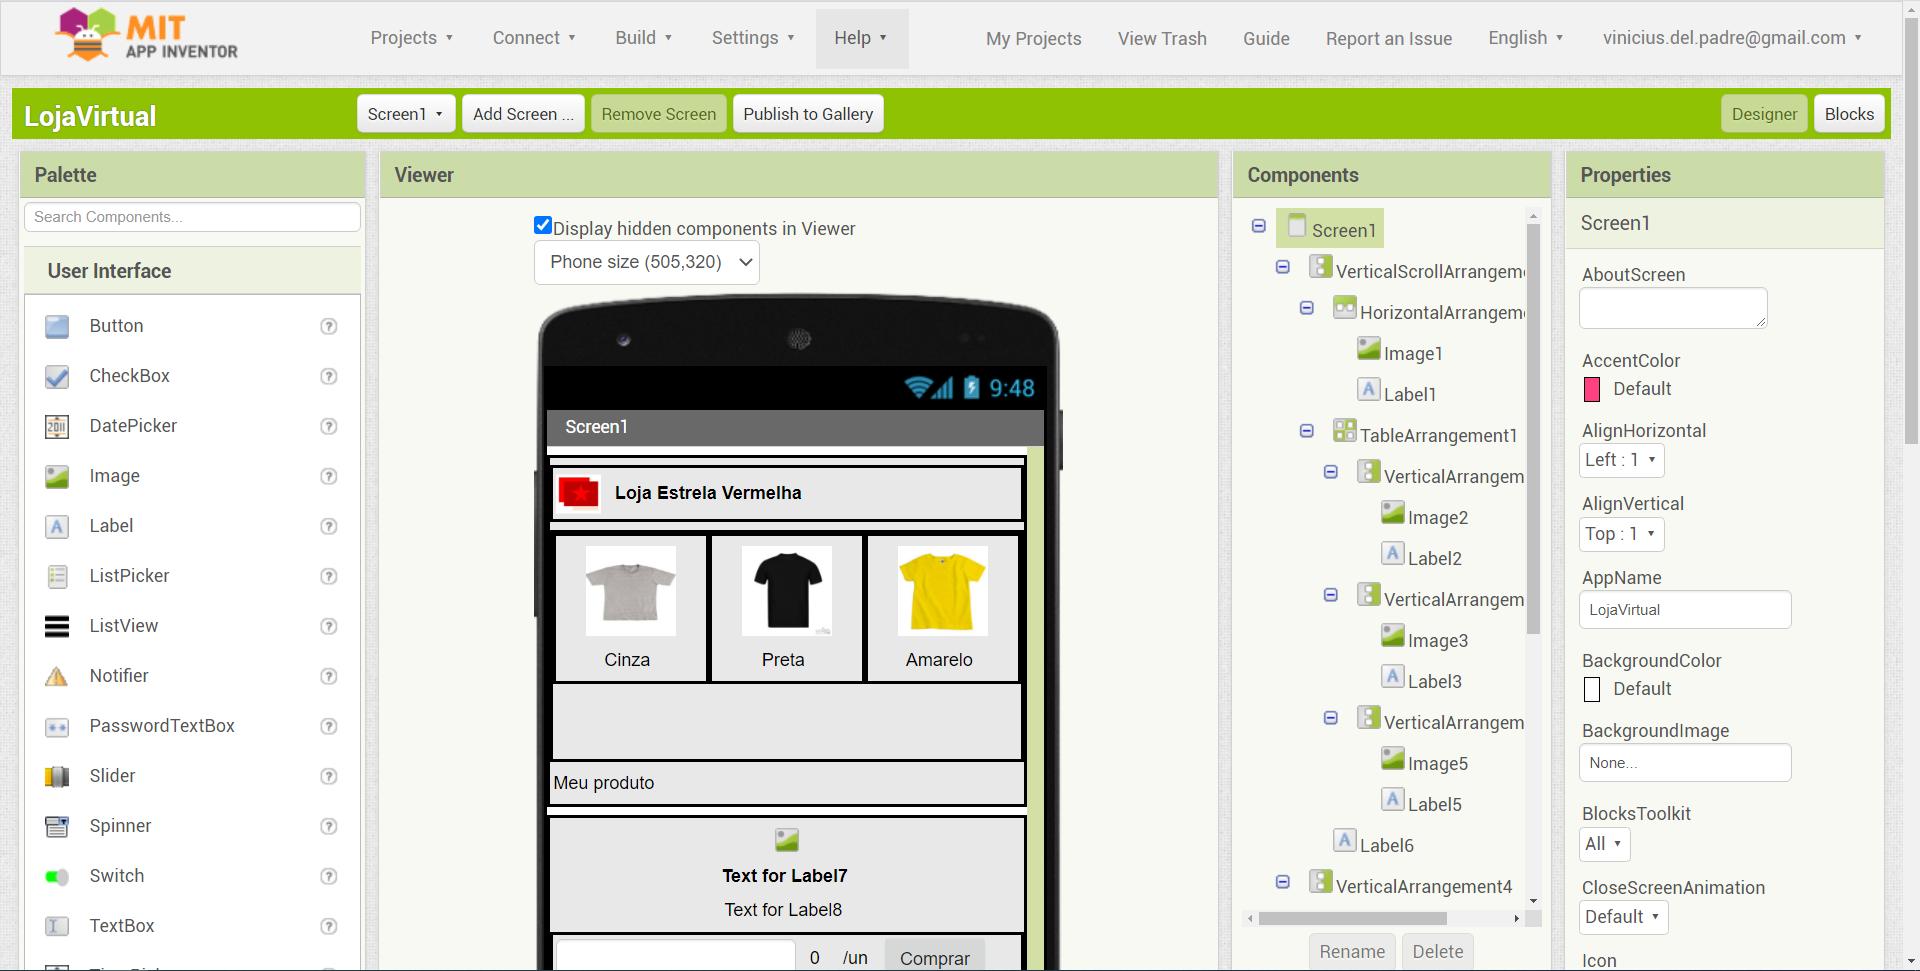 MIT
APP INVENTOR
Projects
Connect
Build
Settings
Help
My Projects
View Trash
Guide
Report an Issue
English
vinicius.del.padre@gmail.com
LojaVirtual
Screen1
Add Screen ...
Remove Screen
Publish to Gallery
Designer
Blocks
Palette
Search Components...
User Interface
Button
CheckBox
DatePicker
Image
Label
ListPicker
ListView
Notifier
PasswordTextBox
Slider
Spinner
Switch
TextBox
Viewer
Display hidden components in Viewer
Phone size (505,320)
9:48
Screen1
Loja Estrela Vermelha
Cinza
Preta
Amarelo
Meu produto
Text for Label7
Text for Label8
0 /un Comprar
Components
Screen1
VerticalScrollArrangeme
HorizontalArrangem
Image1
Label1
TableArrangement1
VerticalArrangem
Image2
Label2
VerticalArrangem
Image3
Label3
VerticalArrangem
Image5
Label5
Label6
VerticalArrangement4
Rename
Delete
Properties
Screen1
AboutScreen
AccentColor
Default
AlignHorizontal
Left : 1
AlignVertical
Top : 1
AppName
LojaVirtual
BackgroundColor
Default
BackgroundImage
None...
BlocksToolkit
All
CloseScreenAnimation
Default
Icon